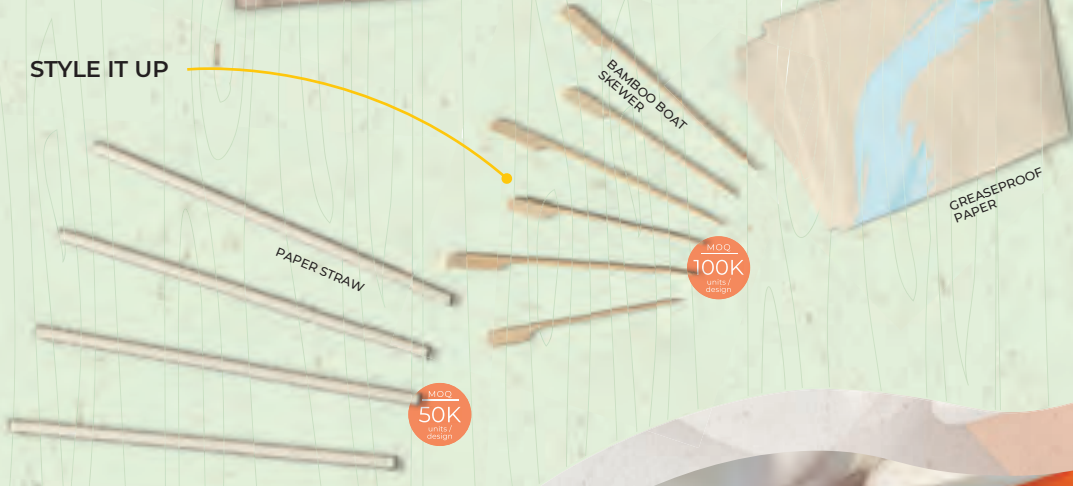 STYLE IT UP
BAMBOO BOAT
SKEWER
GREASEPROOF
PAPER
PAPER STRAW
MOQ
100K
units /
design
MOQ
50K
units /
design